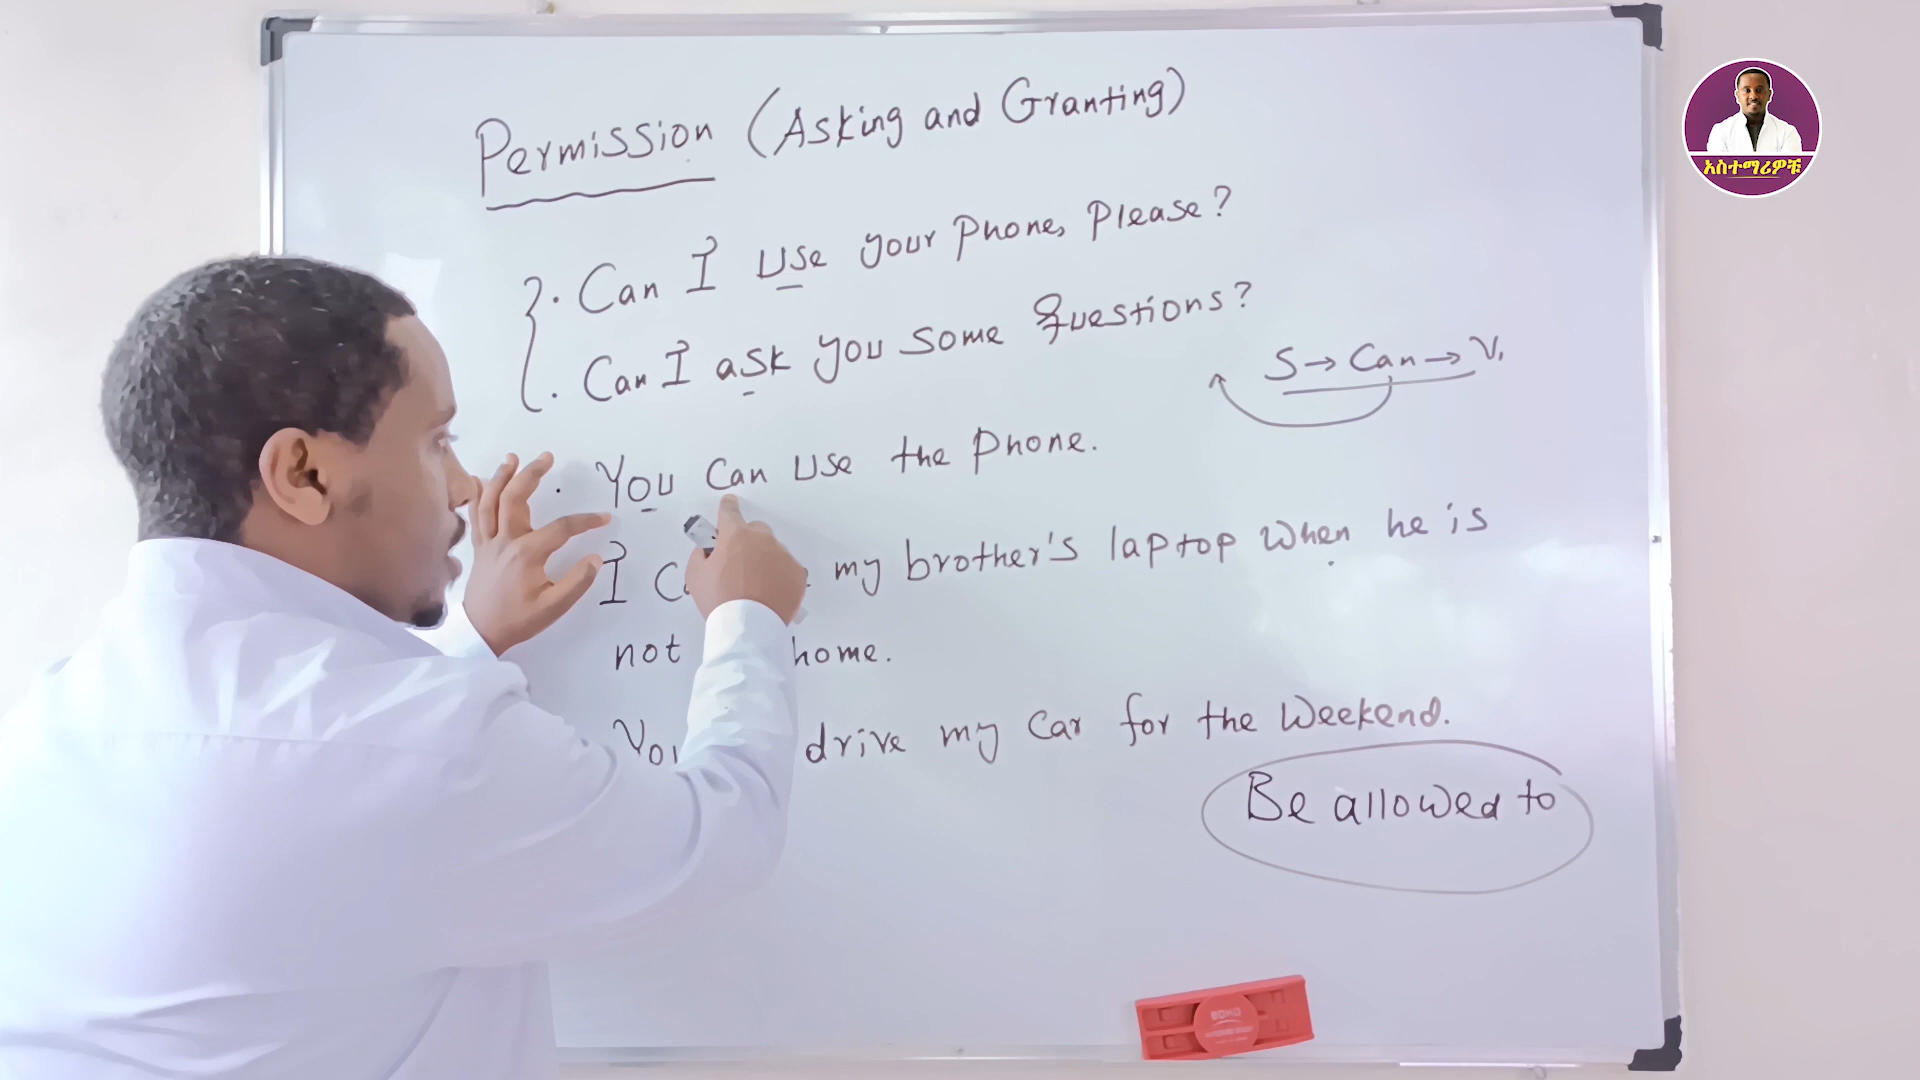 Permission (Asking and Granting)
. Can I use your phone, please?
. Can I ask you some questions?
S → Can → V₁
. You can use the phone.
I my brother's laptop when he is
not home.
drive my car for the weekend.
Be allowed to
አስተማሪዎቹ